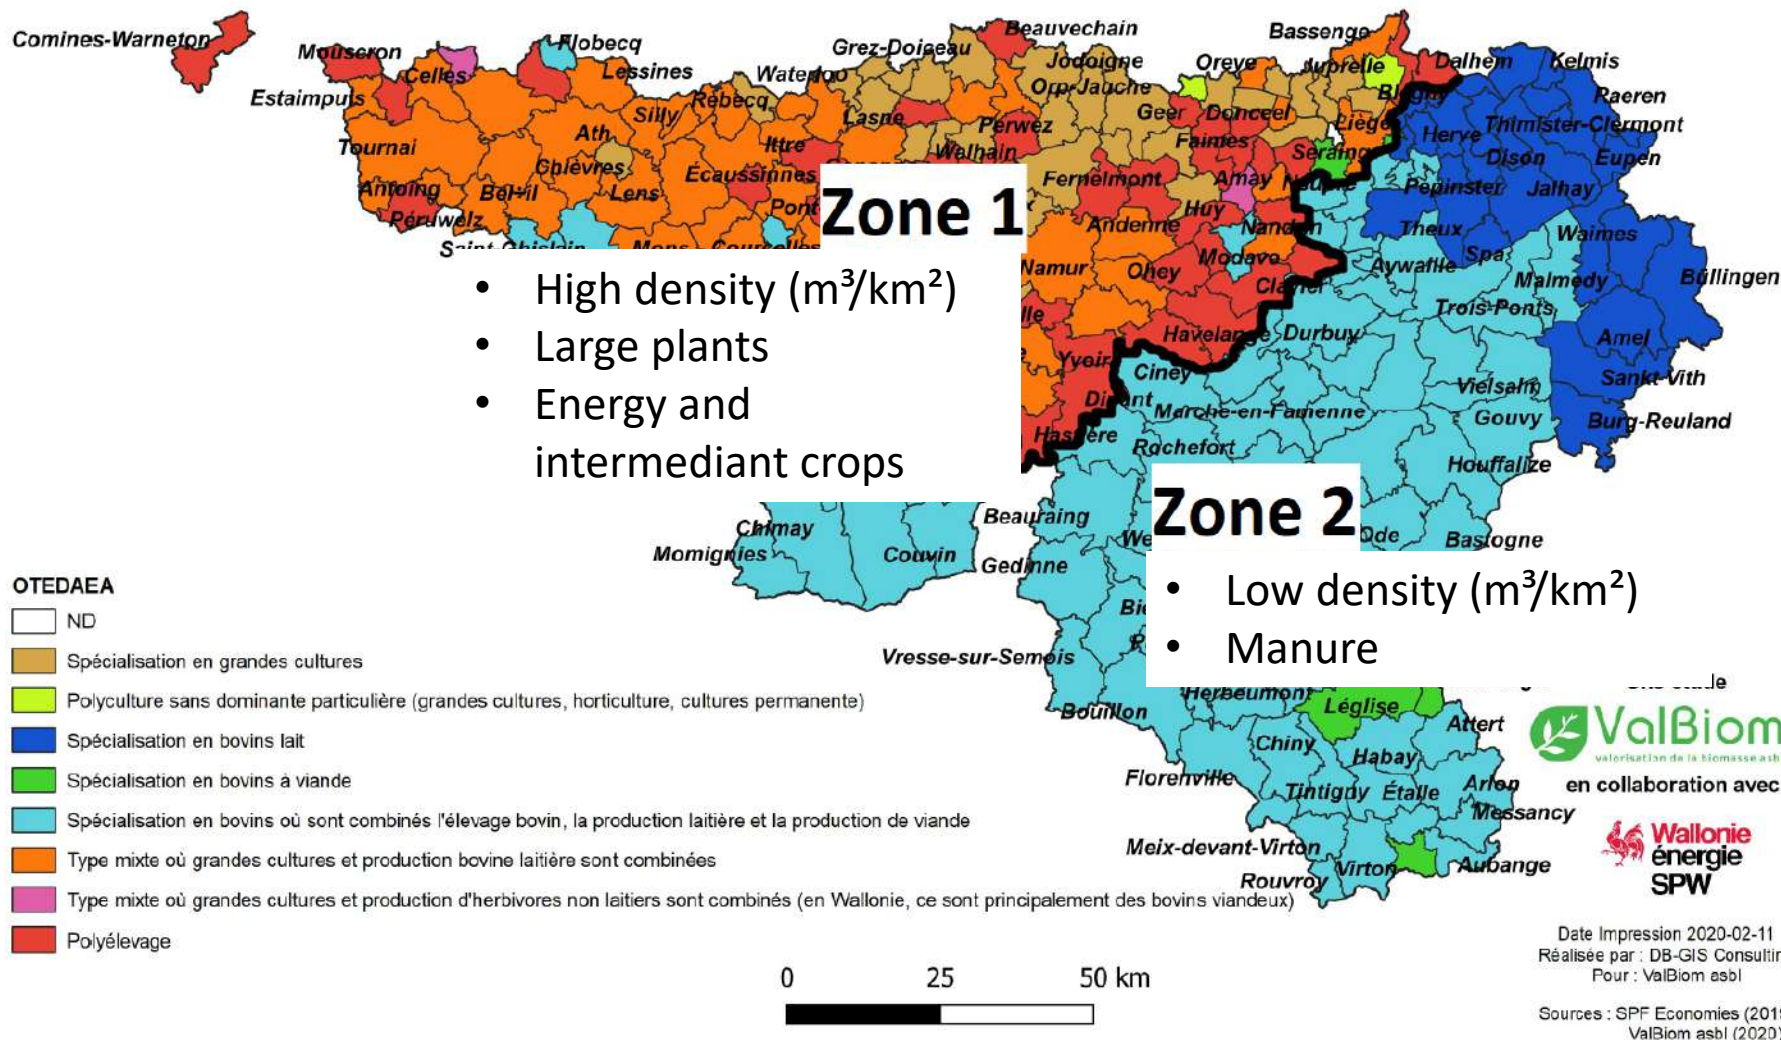 Comines-Warneton
Mouscron
Celles
Flobecq
Lessines
Estaimpuis
Tournai
Ath
Silly
Rebecq
Waterloo
Grez-Doiceau
Beauvechain
Jodoigne
Orp-Jauche
Lasne
Perwez
Walhain
Ittre
Chièvres
Antoing
Péruwelz
Lens
Écaussinnes
Oreye
Bassenge
Juprelle
Dalhem
Kelmis
Raeren
Geer
Donceel
Faimes
Liège
Seraing
Herve
Thimister-Clermont
Dison
Eupen
Fernelmont
Amay
Huy
Pepinster
Jalhay
Andenne
Theux
Spa
Waimes
Namur
Ohey
Modave
Aywaille
Malmedy
Büllingen
Trois-Ponts
Havelange
Durbuy
Amel
Ciney
Vielsalm
Sankt-Vith
Marche-en-Famenne
Gouvy
Burg-Reuland
Hastière
Rochefort
Houffalize
Zone 1
• High density (m³/km²)
• Large plants
• Energy and
intermediant crops
Chimay
Momignies
Couvin
Beauraing
Gedinne
Bastogne
Zone 2
• Low density (m³/km²)
• Manure
Vresse-sur-Semois
Bouillon
Herbeumont
Léglise
Attert
Chiny
Habay
Florenville
Tintigny
Étalle
Arlon
Messancy
Meix-devant-Virton
Virton
Aubange
Rouvroy
OTEDAEA
ND
Spécialisation en grandes cultures
Polyculture sans dominante particulière (grandes cultures, horticulture, cultures permanente)
Spécialisation en bovins lait
Spécialisation en bovins à viande
Spécialisation en bovins où sont combinés l'élevage bovin, la production laitière et la production de viande
Type mixte où grandes cultures et production bovine laitière sont combinées
Type mixte où grandes cultures et production d'herbivores non laitiers sont combinés (en Wallonie, ce sont principalement des bovins viandeux)
Polyélevage
0 25 50 km
ValBiom
valorisation de la biomasse asb
en collaboration avec
Wallonie
énergie
SPW
Date Impression 2020-02-11
Réalisée par : DB-GIS Consultin
Pour : ValBiom asbl
Sources : SPF Economies (201
ValBiom asbl (2020)